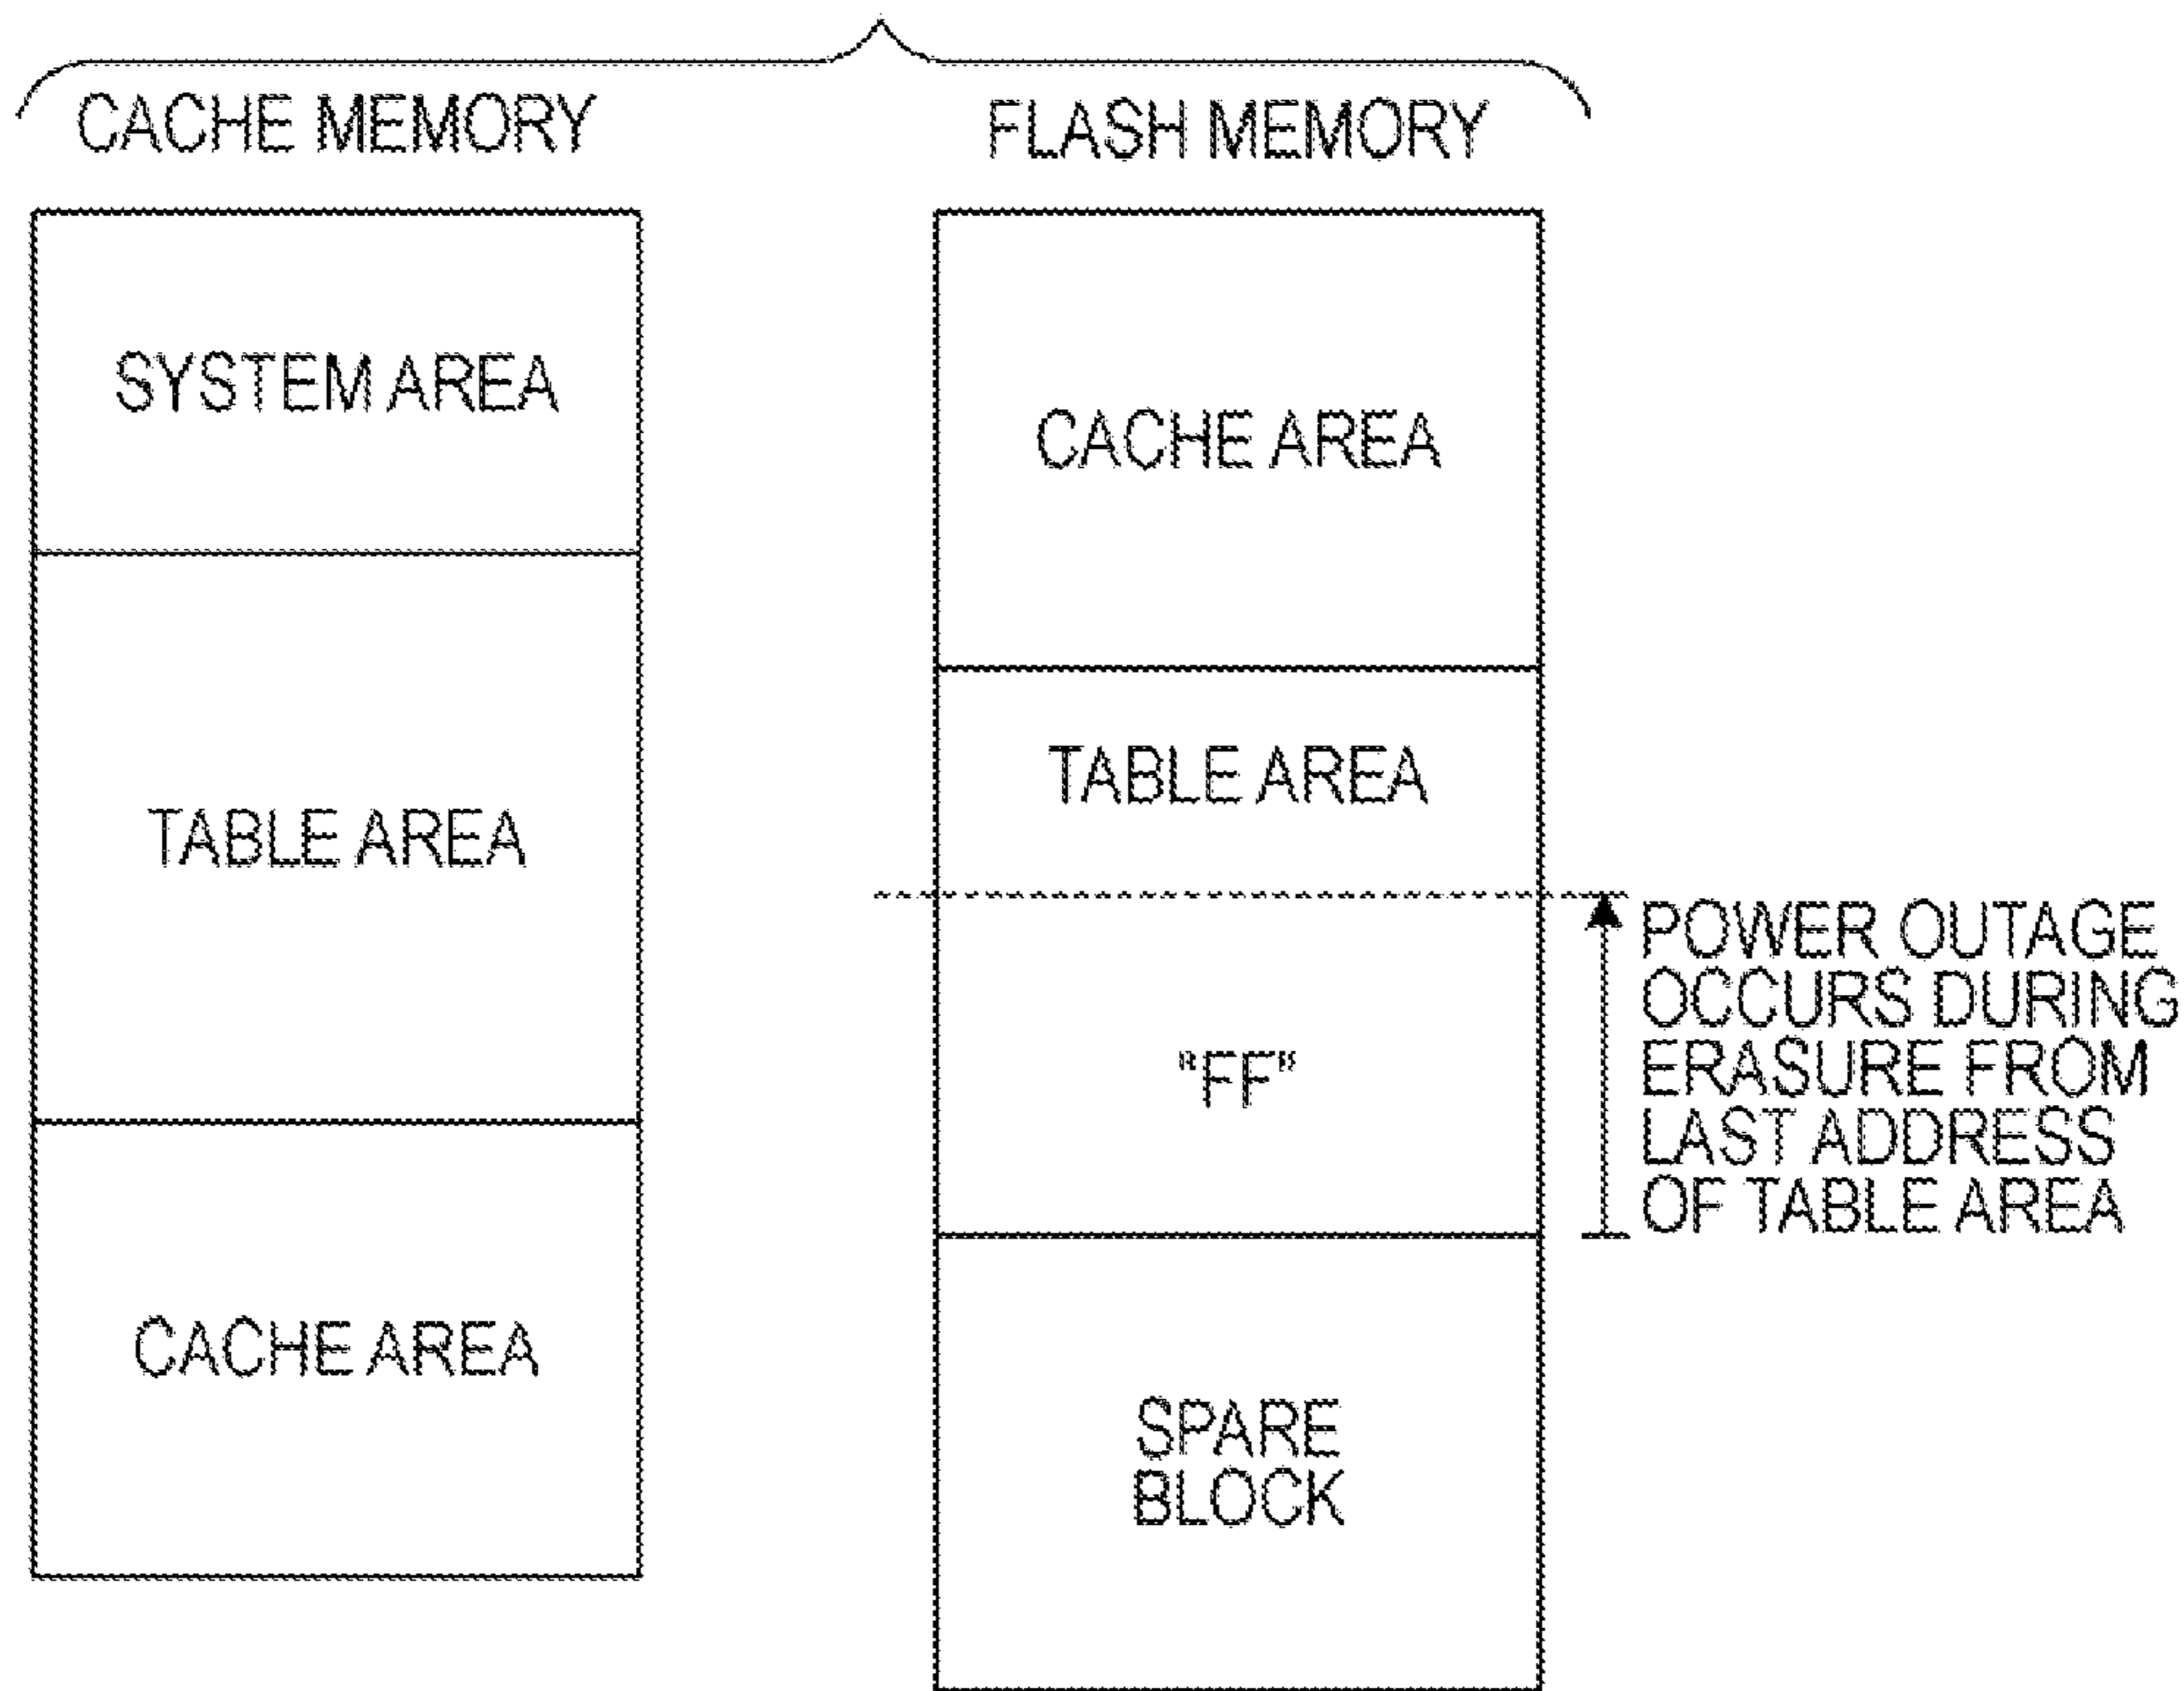 CACHE MEMORY
SYSTEM AREA
TABLE AREA
CACHE AREA
FLASH MEMORY
CACHE AREA
TABLE AREA
"FF"
SPARE
BLOCK
POWER OUTAGE
OCCURS DURING
ERASURE FROM
LAST ADDRESS
OF TABLE AREA